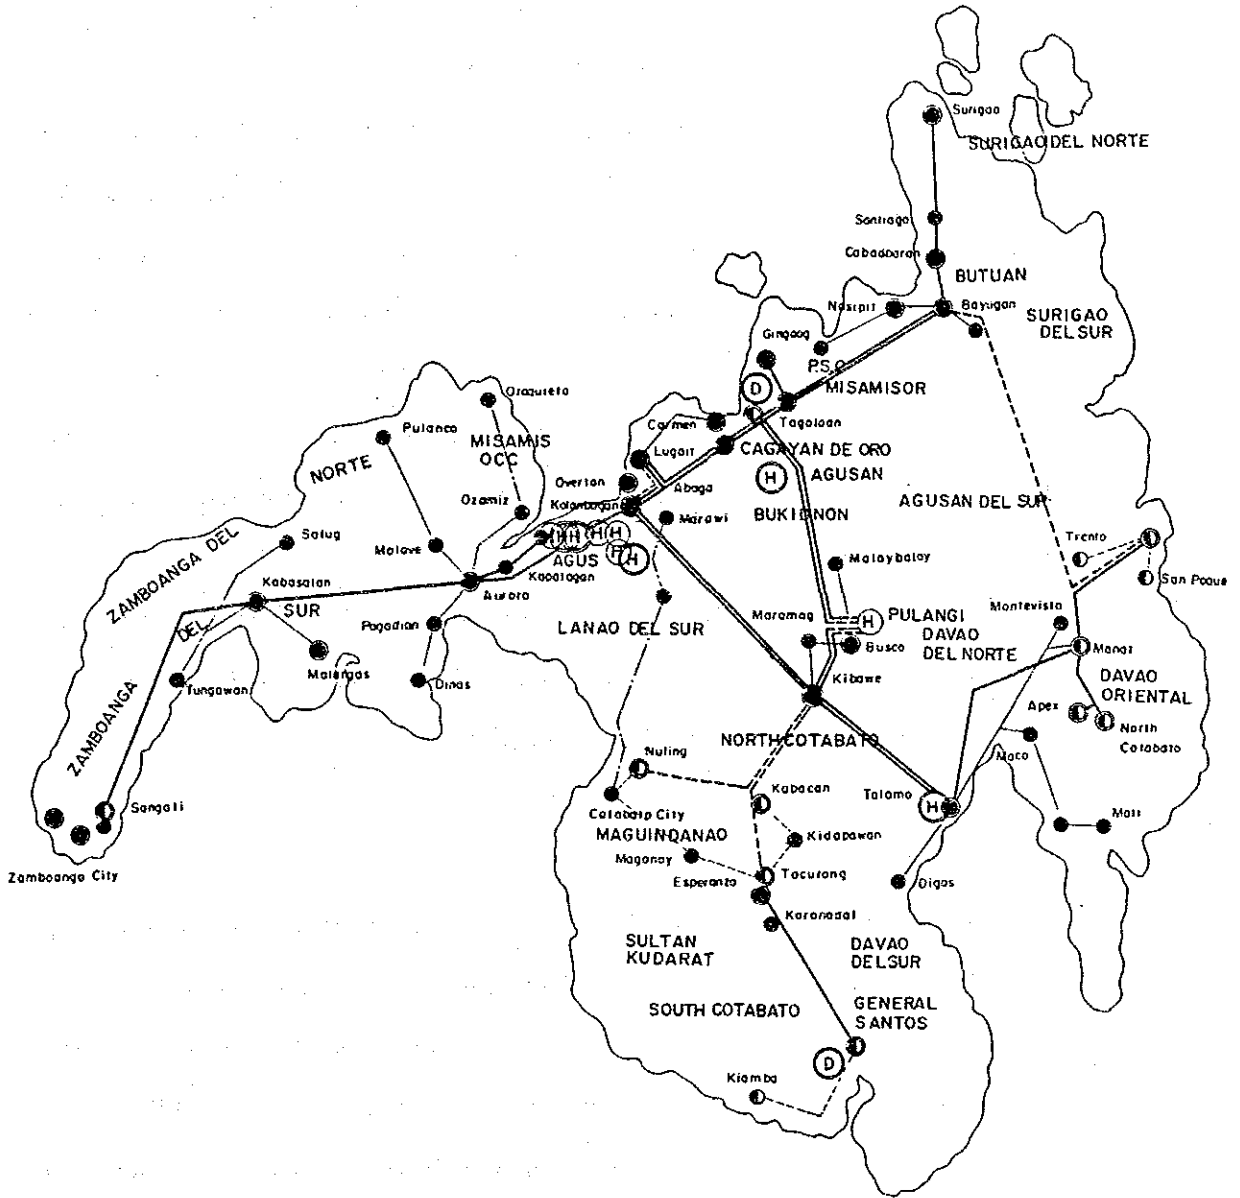 Surigao
SURIGAO DEL NORTE
Santiago
Cabadbaran
BUTUAN
Nasipit
Bayugan
SURIGAO
DEL SUR
Gingoog
P.S.C.
MISAMISOR
D
Tagoloan
Oroquieta
Carmen
Pulanco
MISAMIS
OCC
CAGAYAN DE ORO
Lugait
AGUSAN
NORTE
H
Overton
Abaga
Ozamiz
Kolambugan
AGUSAN DEL SUR
BUKIDNON
Marawi
ZAMBOANGA DEL
Salug
H
H
H
H
H
H
Trento
Molave
AGUS
Malaybalay
Kapatagan
San Poque
Kabasalan
Aurora
SUR
Maramag
H
PULANGI
Montevista
DEL
Pagadian
LANAO DEL SUR
DAVAO
DEL NORTE
Busco
Manat
Malangas
Kibawe
Tungawan
Dinas
DAVAO
ORIENTAL
Apex
North
Cotabato
ZAMBOANGA
NORTH COTABATO
Nuling
Maco
Kabacan
Talomo
H
Sangali
Cotabato City
Mati
MAGUINDANAO
Kidapawan
Maganoy
Zamboanga City
Esperanza
Tacurong
Digos
Koronadal
SULTAN
KUDARAT
DAVAO
DELSUR
SOUTH COTABATO
GENERAL
SANTOS
D
Kiamba